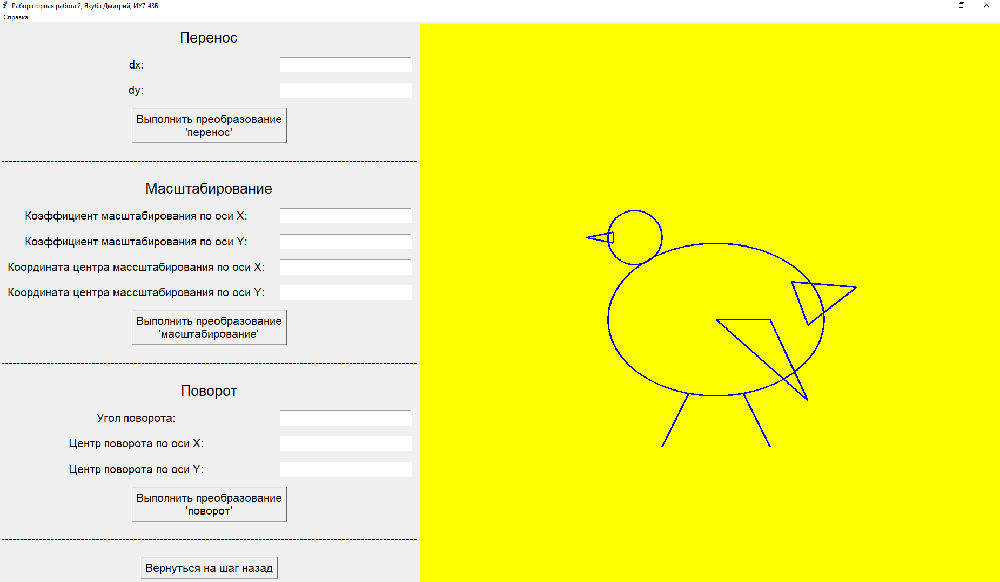 Рабораторная работа 2, Якуба Дмитрий, ИУ7-43Б
Справка
Перенос
dx:
dy:
Выполнить преобразование
'перенос'
Масштабирование
Коэффициент масштабирования по оси X:
Коэффициент масштабирования по оси Y:
Координата центра массштабирования по оси X:
Координата центра массштабирования по оси Y:
Выполнить преобразование
'масштабирование'
Поворот
Угол поворота:
Центр поворота по оси X:
Центр поворота по оси Y:
Выполнить преобразование
'поворот'
Вернуться на шаг назад